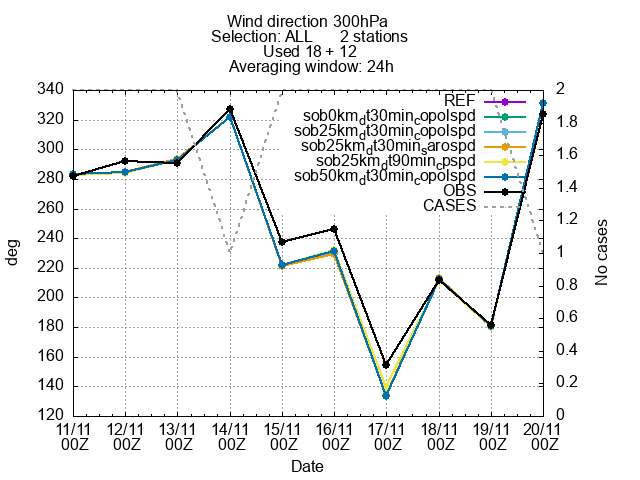 Wind direction 300hPa
Selection: ALL 2 stations
Used 18 + 12
Averaging window: 24h
REF
sob0km_dt30min_copolspd
sob25km_dt30min_copolspd
sob25km_dt30min_sarospd
sob25km_dt90min_cpspd
sob50km_dt30min_copolspd
OBS
CASES
340
320
300
280
260
240
220
200
180
160
140
120
deg
2
1.8
1.6
1.4
1.2
1
0.8
0.6
0.4
0.2
0
No cases
11/11 12/11 13/11 14/11 15/11 16/11 17/11 18/11 19/11 20/11
00Z 00Z 00Z 00Z 00Z 00Z 00Z 00Z 00Z 00Z
Date